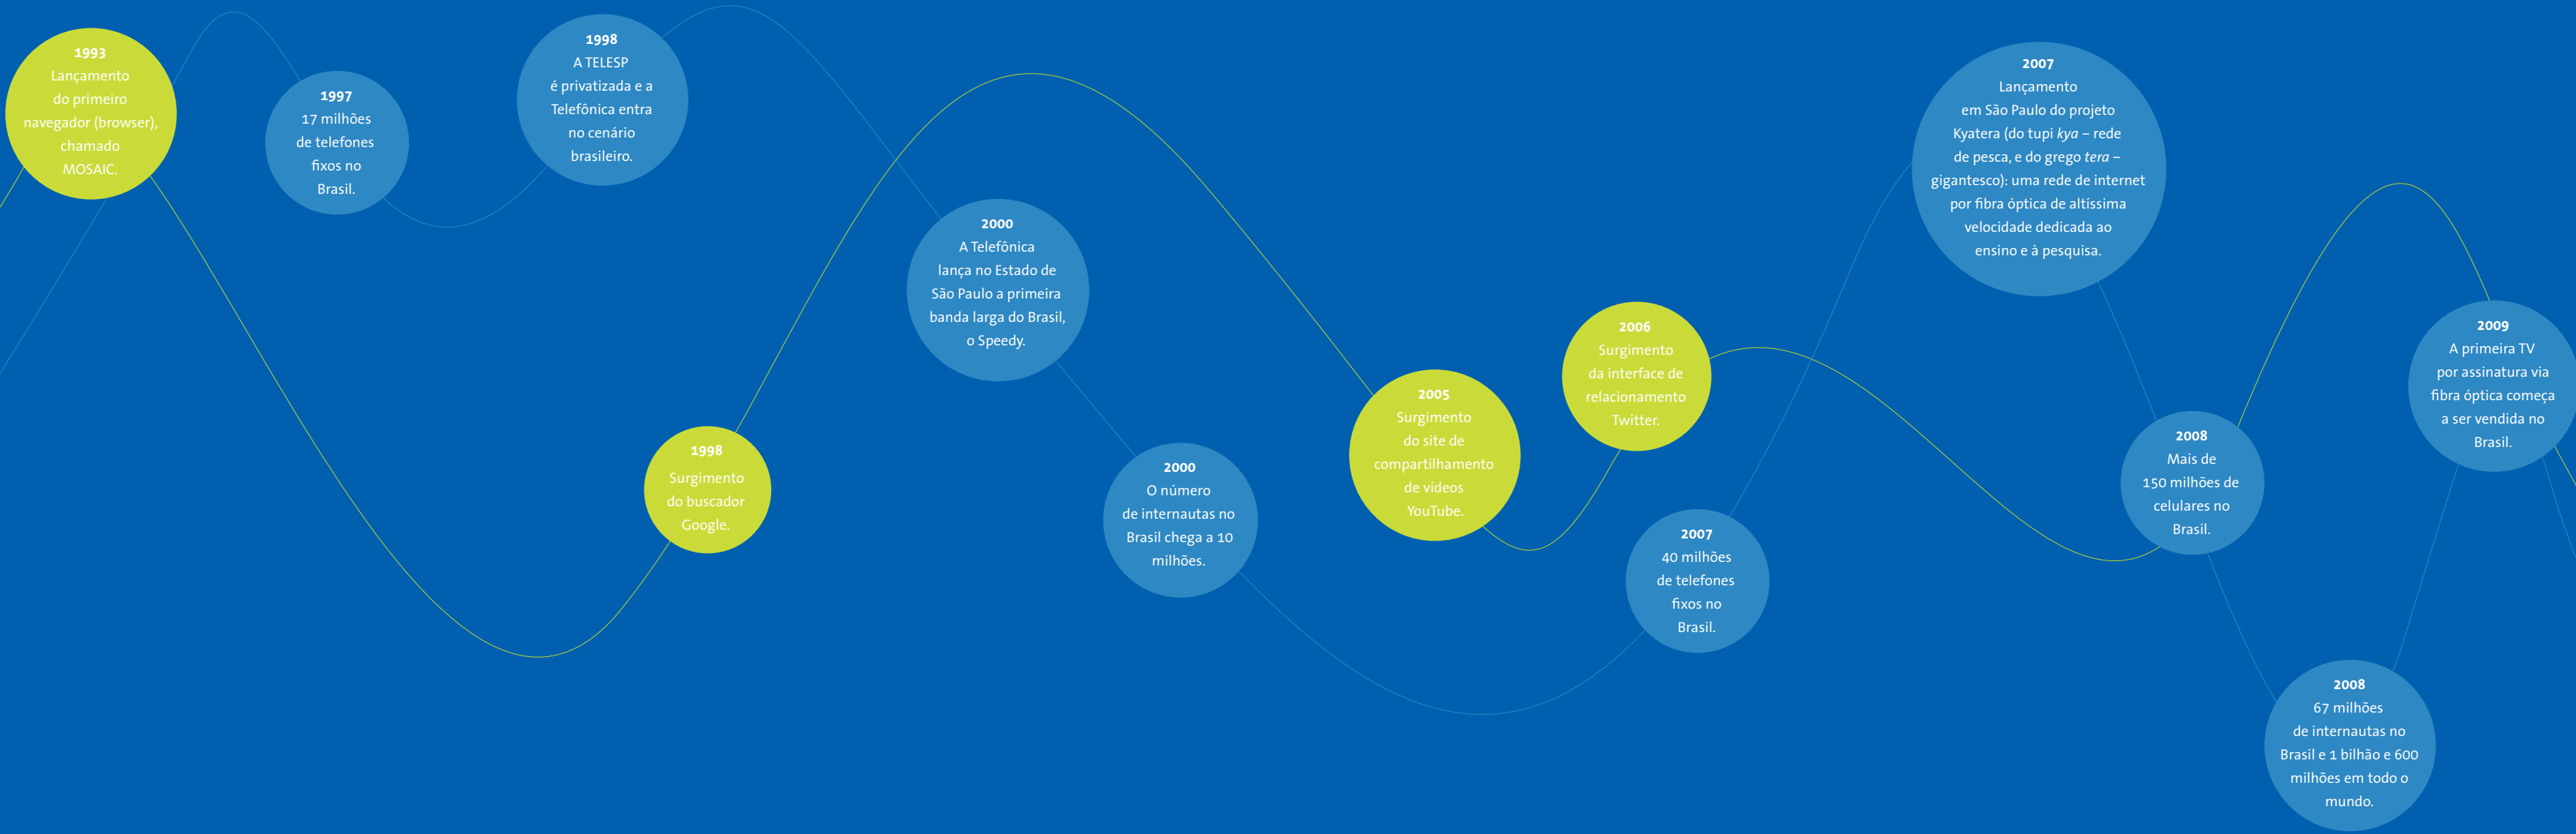 1993
Lançamento
do primeiro
navegador (browser),
chamado
MOSAIC.
1997
17 milhões
de telefones
fixos no
Brasil.
1998
A TELESP
é privatizada e a
Telefônica entra
no cenário
brasileiro.
1998
Surgimento
do buscador
Google.
2000
A Telefônica
lança no Estado de
São Paulo a primeira
banda larga do Brasil,
o Speedy.
2000
O número
de internautas no
Brasil chega a 10
milhões.
2005
Surgimento
do site de
compartilhamento
de vídeos
YouTube.
2006
Surgimento
da interface de
relacionamento
Twitter.
2007
40 milhões
de telefones
fixos no
Brasil.
2007
Lançamento
em São Paulo do projeto
Kyatera (do tupi kya – rede
de pesca, e do grego tera –
gigantesco): uma rede de internet
por fibra óptica de altíssima
velocidade dedicada ao
ensino e à pesquisa.
2008
Mais de
150 milhões de
celulares no
Brasil.
2008
67 milhões
de internautas no
Brasil e 1 bilhão e 600
milhões em todo o
mundo.
2009
A primeira TV
por assinatura via
fibra óptica começa
a ser vendida no
Brasil.